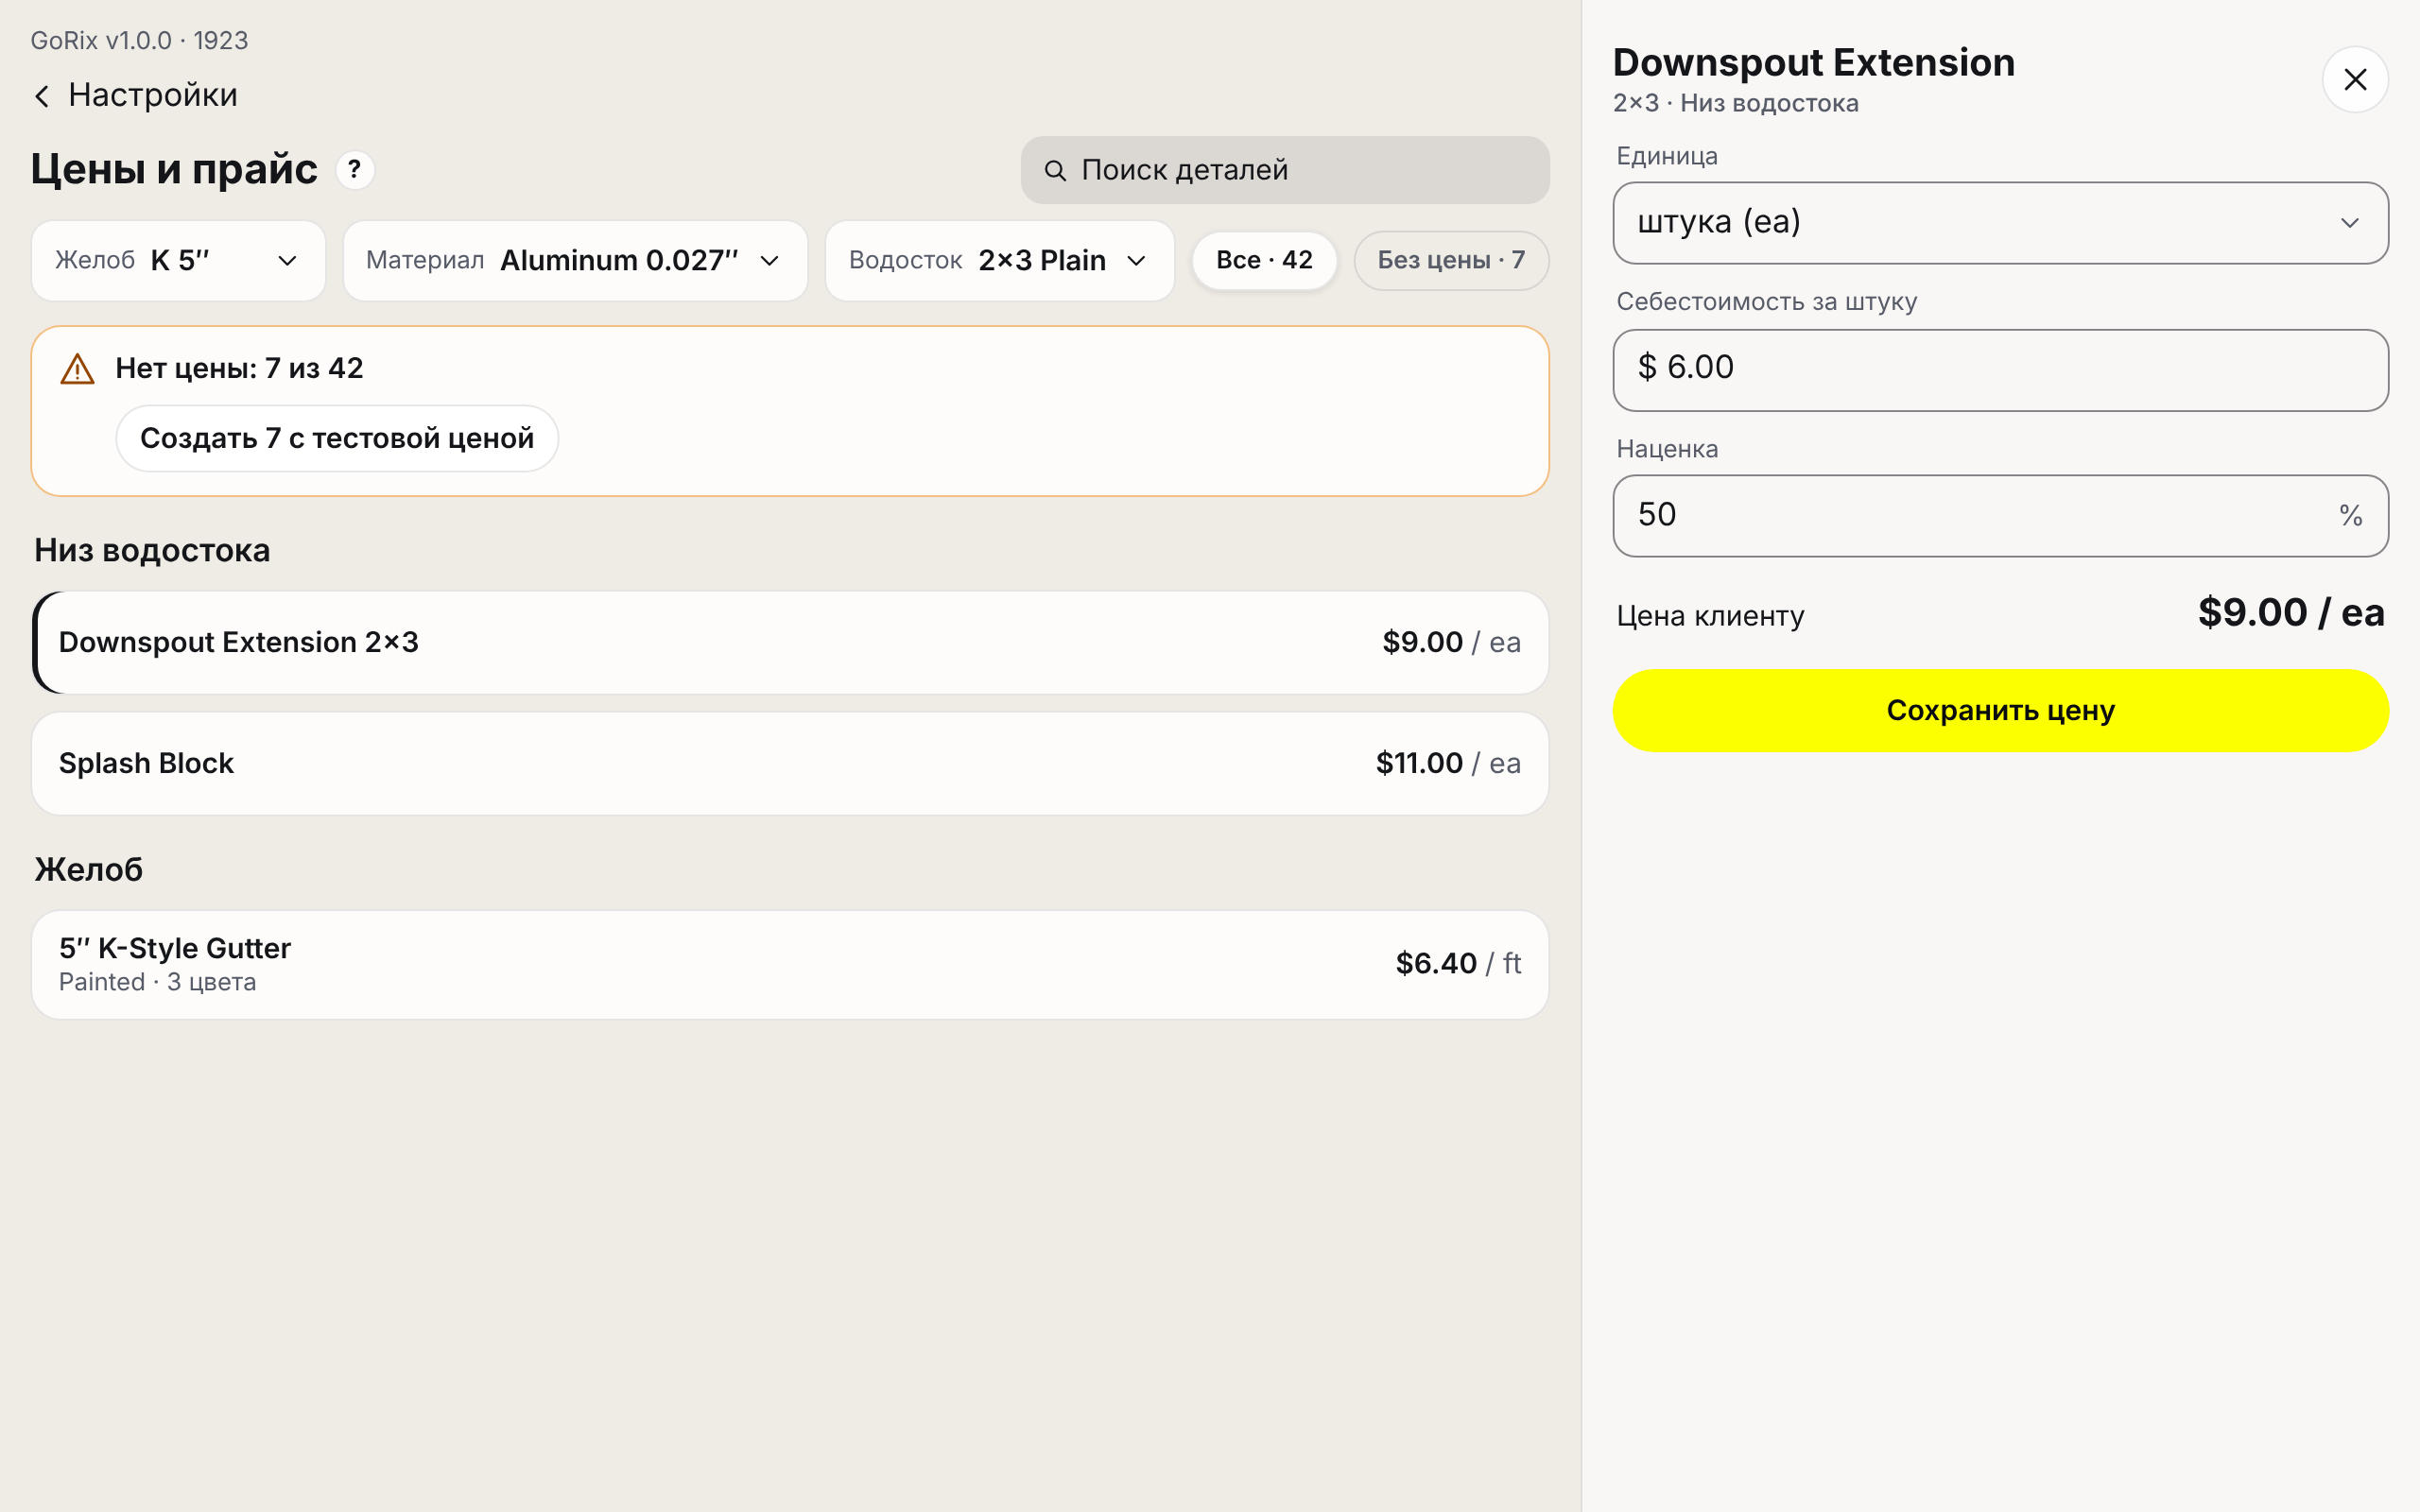 GoRix v1.0.0 · 1923
Настройки
Цены и прайс ?
Поиск деталей
Желоб K 5″
Материал Aluminum 0.027″
Водосток 2×3 Plain
Все · 42
Без цены · 7
Нет цены: 7 из 42
Создать 7 с тестовой ценой
Низ водостока
Downspout Extension 2×3 $9.00 / ea
Splash Block $11.00 / ea
Желоб
5″ K-Style Gutter $6.40 / ft
Painted · 3 цвета
Downspout Extension
2×3 · Низ водостока
Единица
штука (ea)
Себестоимость за штуку
$ 6.00
Наценка
50 %
Цена клиенту $9.00 / ea
Сохранить цену